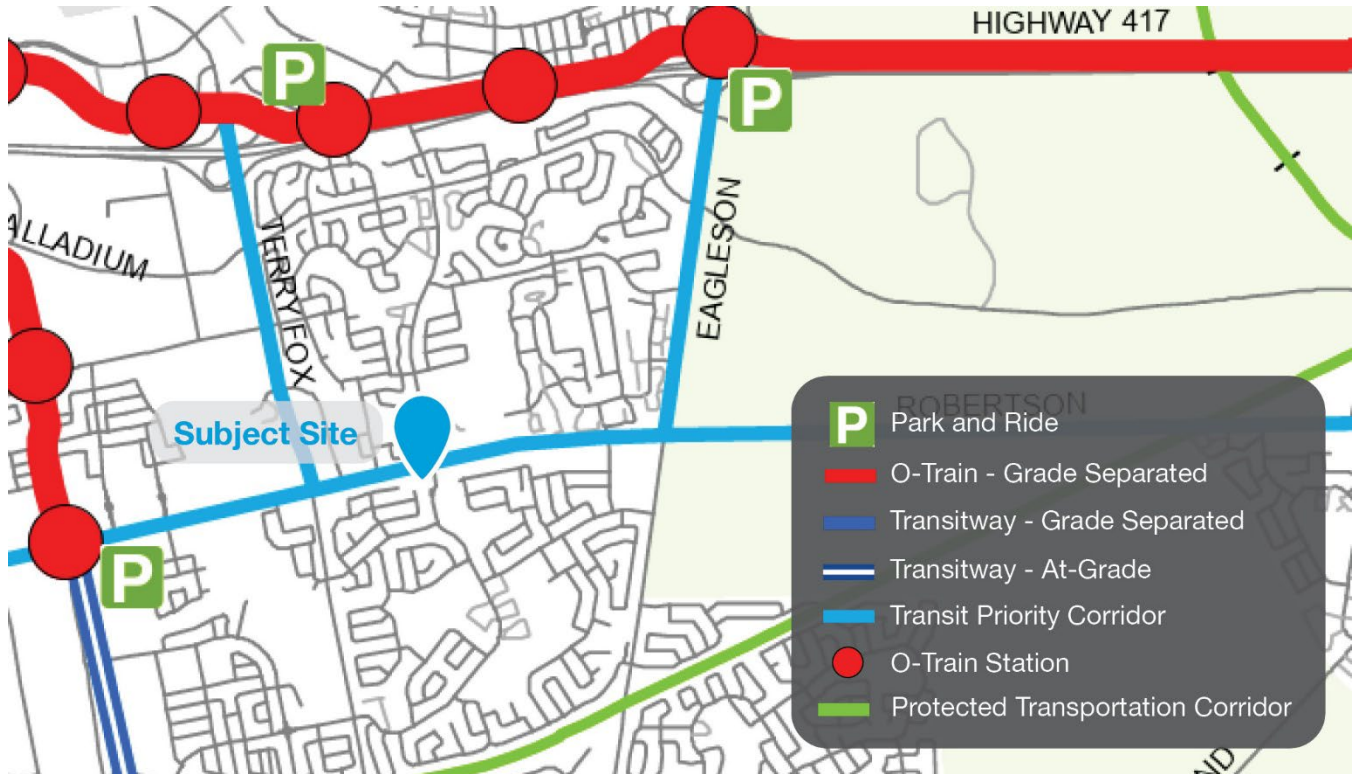 HIGHWAY 417
P
P
ALLADIUM
TERRY FOX
EAGLESON
Subject Site
ROBERTSON
P
P Park and Ride
O-Train - Grade Separated
Transitway - Grade Separated
Transitway - At-Grade
Transit Priority Corridor
O-Train Station
Protected Transportation Corridor
ND